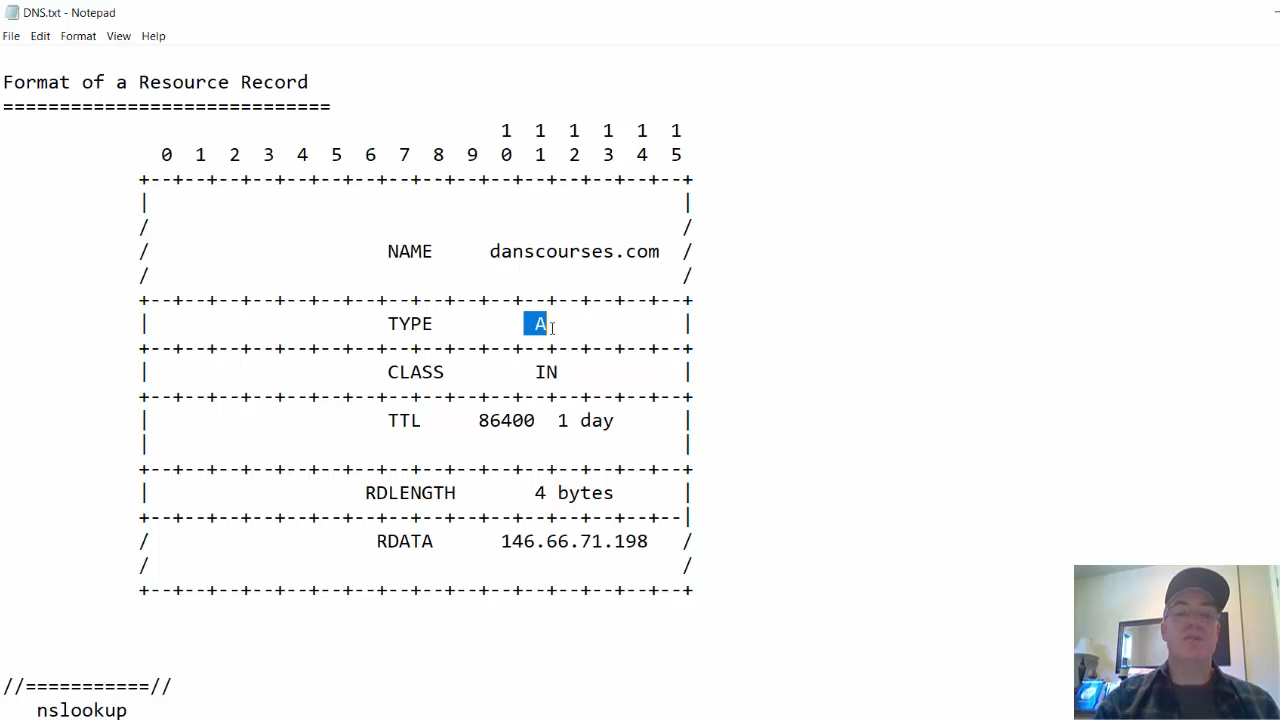 DNS.txt - Notepad
File Edit Format View Help
Format of a Resource Record
=============================
1 1 1 1 1 1
0 1 2 3 4 5 6 7 8 9 0 1 2 3 4 5
+--+--+--+--+--+--+--+--+--+--+--+--+--+--+--+--+
| |
/ /
/ NAME danscourses.com /
/ /
+--+--+--+--+--+--+--+--+--+--+--+--+--+--+--+--+
| TYPE A |
+--+--+--+--+--+--+--+--+--+--+--+--+--+--+--+--+
| CLASS IN |
+--+--+--+--+--+--+--+--+--+--+--+--+--+--+--+--+
| TTL 86400 1 day |
| |
+--+--+--+--+--+--+--+--+--+--+--+--+--+--+--+--+
| RDLENGTH 4 bytes |
+--+--+--+--+--+--+--+--+--+--+--+--+--+--+--+--|
/ RDATA 146.66.71.198 /
/ /
+--+--+--+--+--+--+--+--+--+--+--+--+--+--+--+--+
//===========//
nslookup